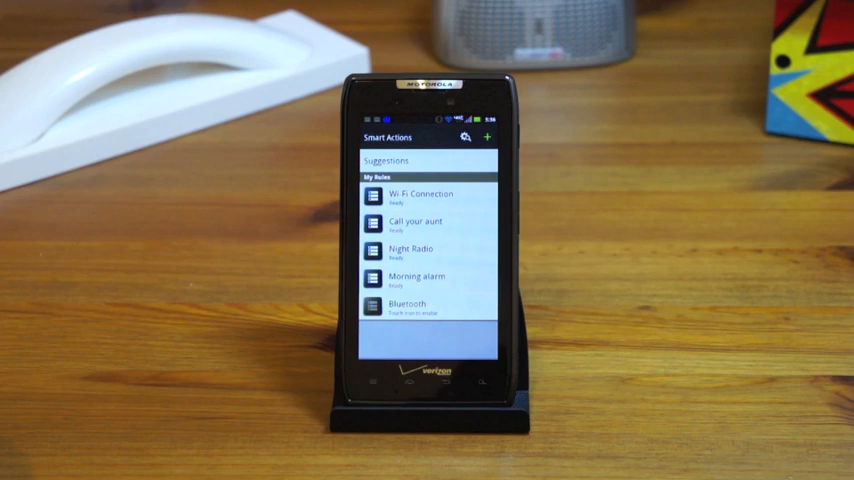 MOTOROLA
Smart Actions
Suggestions
My Rules
Wi-Fi Connection
Ready
Call your aunt
Ready
Night Radio
Ready
Morning alarm
Ready
Bluetooth
Touch icon to enable
verizon